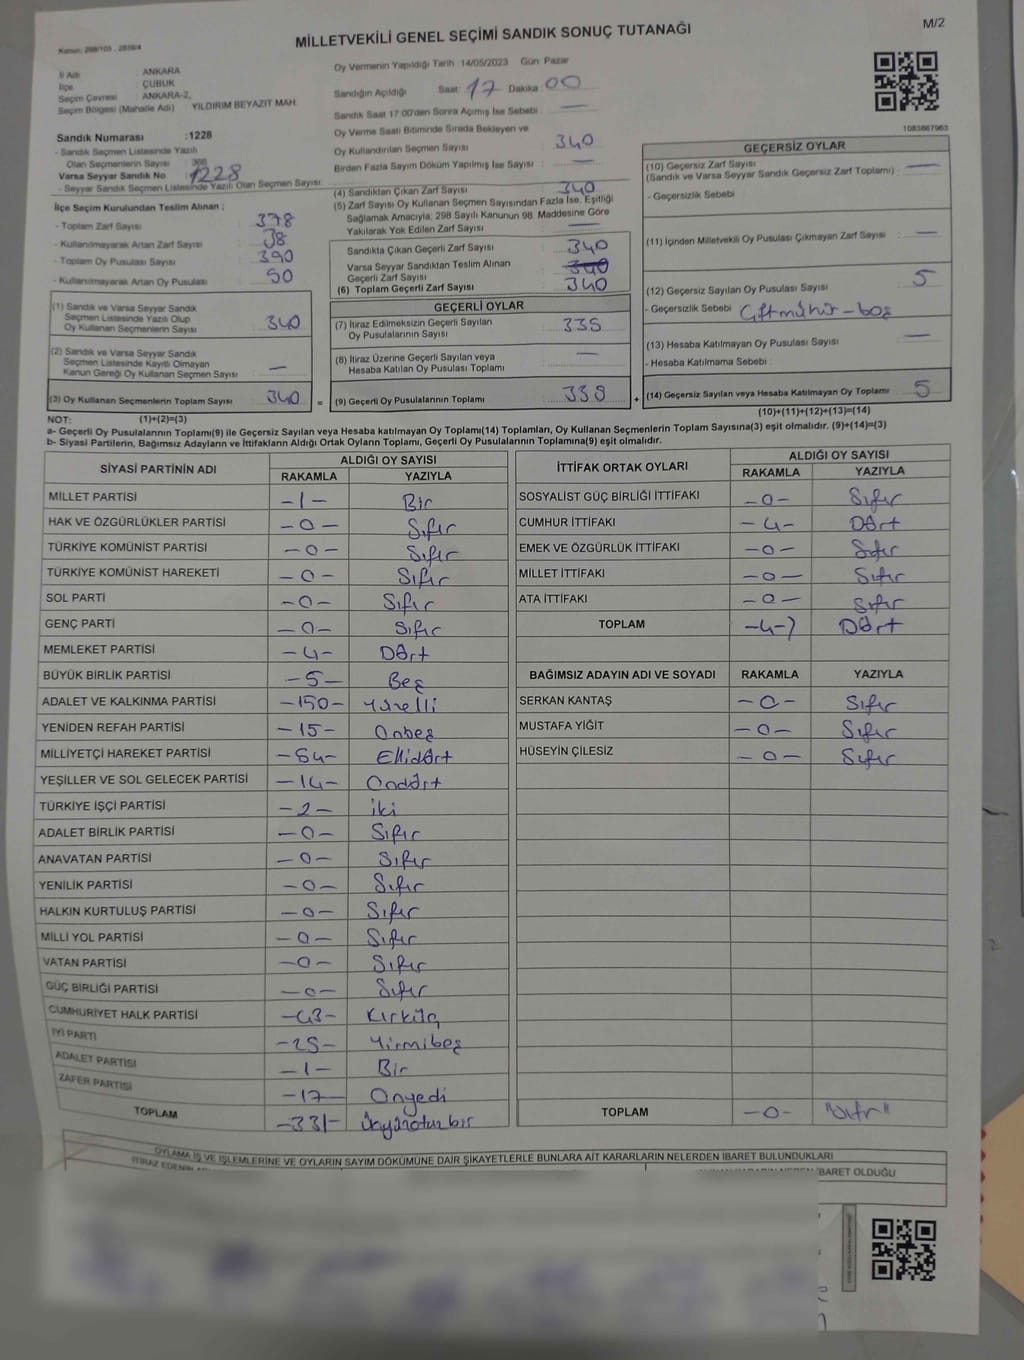 M/2
MİLLETVEKİLİ GENEL SEÇİMİ SANDIK SONUÇ TUTANAĞI
Kanun: 298/105 , 2839/4
İl Adı : ANKARA
İlçe : ÇUBUK
Seçim Çevresi : ANKARA-2,
Seçim Bölgesi (Mahalle Adı) : YILDIRIM BEYAZIT MAH.
Sandık Numarası :1228
- Sandık Seçmen Listesinde Yazılı
Olan Seçmenlerin Sayısı : 366
Varsa Seyyar Sandık No : 1228
- Seyyar Sandık Seçmen Listesinde Yazılı Olan Seçmen Sayısı :
İlçe Seçim Kurulundan Teslim Alınan ;
- Toplam Zarf Sayısı : 378
- Kullanılmayarak Artan Zarf Sayısı : 38
- Toplam Oy Pusulası Sayısı : 390
- Kullanılmayarak Artan Oy Pusulası : 50
(1) Sandık ve Varsa Seyyar Sandık
Seçmen Listesinde Yazılı Olup
Oy Kullanan Seçmenlerin Sayısı : 340
(2) Sandık ve Varsa Seyyar Sandık
Seçmen Listesinde Kayıtlı Olmayan
Kanun Gereği Oy Kullanan Seçmen Sayısı : —
(3) Oy Kullanan Seçmenlerin Toplam Sayısı : 340
Oy Vermenin Yapıldığı Tarih :14/05/2023 Gün: Pazar
Sandığın Açıldığı Saat: 17 Dakika : 00
Sandık Saat 17:00'den Sonra Açmış İse Sebebi : —
Oy Verme Saati Bitiminde Sırada Bekleyen ve
Oy Kullandırılan Seçmen Sayısı : 340
Birden Fazla Sayım Döküm Yapılmış İse Sayısı : —
(4) Sandıktan Çıkan Zarf Sayısı : 340
(5) Zarf Sayısı Oy Kullanan Seçmen Sayısından Fazla İse, Eşitliği
Sağlamak Amacıyla, 298 Sayılı Kanunun 98. Maddesine Göre
Yakılarak Yok Edilen Zarf Sayısı : —
Sandıkta Çıkan Geçerli Zarf Sayısı : 340
Varsa Seyyar Sandıktan Teslim Alınan
Geçerli Zarf Sayısı : 340
(6) Toplam Geçerli Zarf Sayısı : 340
GEÇERLİ OYLAR
(7) İtiraz Edilmeksizin Geçerli Sayılan
Oy Pusulalarının Sayısı : 335
(8) İtiraz Üzerine Geçerli Sayılan veya
Hesaba Katılan Oy Pusulası Toplamı : —
= (9) Geçerli Oy Pusulalarının Toplamı : 335
1083667963
GEÇERSİZ OYLAR
(10) Geçersiz Zarf Sayısı
(Sandık ve Varsa Seyyar Sandık Geçersiz Zarf Toplamı) : —
- Geçersizlik Sebebi
(11) İçinden Milletvekili Oy Pusulası Çıkmayan Zarf Sayısı : —
(12) Geçersiz Sayılan Oy Pusulası Sayısı : 5
- Geçersizlik Sebebi Çift mühür - boş
(13) Hesaba Katılmayan Oy Pusulası Sayısı : —
- Hesaba Katılmama Sebebi :
+ (14) Geçersiz Sayılan veya Hesaba Katılmayan Oy Toplamı : 5
NOT: (1)+(2)=(3)
(10)+(11)+(12)+(13)=(14)
a- Geçerli Oy Pusulalarının Toplamı(9) ile Geçersiz Sayılan veya Hesaba katılmayan Oy Toplamı(14) Toplamları, Oy Kullanan Seçmenlerin Toplam Sayısına(3) eşit olmalıdır. (9)+(14)=(3)
b- Siyasi Partilerin, Bağımsız Adayların ve İttifakların Aldığı Ortak Oyların Toplamı, Geçerli Oy Pusulalarının Toplamına(9) eşit olmalıdır.
SİYASİ PARTİNİN ADI ALDIĞI OY SAYISI
RAKAMLA YAZIYLA
MİLLET PARTİSİ -1- Bir
HAK VE ÖZGÜRLÜKLER PARTİSİ -0- Sıfır
TÜRKİYE KOMÜNİST PARTİSİ -0- Sıfır
TÜRKİYE KOMÜNİST HAREKETİ -0- Sıfır
SOL PARTİ -0- Sıfır
GENÇ PARTİ -0- Sıfır
MEMLEKET PARTİSİ -4- Dört
BÜYÜK BİRLİK PARTİSİ -5- Beş
ADALET VE KALKINMA PARTİSİ -150- Yüzelli
YENİDEN REFAH PARTİSİ -15- Onbeş
MİLLİYETÇİ HAREKET PARTİSİ -54- Ellidört
YEŞİLLER VE SOL GELECEK PARTİSİ -14- Ondört
TÜRKİYE İŞÇİ PARTİSİ -2- iki
ADALET BİRLİK PARTİSİ -0- Sıfır
ANAVATAN PARTİSİ -0- Sıfır
YENİLİK PARTİSİ -0- Sıfır
HALKIN KURTULUŞ PARTİSİ -0- Sıfır
MİLLİ YOL PARTİSİ -0- Sıfır
VATAN PARTİSİ -0- Sıfır
GÜÇ BİRLİĞİ PARTİSİ -0- Sıfır
CUMHURİYET HALK PARTİSİ -43- Kırküç
İYİ PARTİ -25- Yirmibeş
ADALET PARTİSİ -1- Bir
ZAFER PARTİSİ -17- Onyedi
TOPLAM -331- Üçyüzotuzbir
İTTİFAK ORTAK OYLARI ALDIĞI OY SAYISI
RAKAMLA YAZIYLA
SOSYALİST GÜÇ BİRLİĞİ İTTİFAKI -0- Sıfır
CUMHUR İTTİFAKI -4- Dört
EMEK VE ÖZGÜRLÜK İTTİFAKI -0- Sıfır
MİLLET İTTİFAKI -0- Sıfır
ATA İTTİFAKI -0- Sıfır
TOPLAM -4- Dört
BAĞIMSIZ ADAYIN ADI VE SOYADI RAKAMLA YAZIYLA
SERKAN KANTAŞ -0- Sıfır
MUSTAFA YİĞİT -0- Sıfır
HÜSEYİN ÇİLESİZ -0- Sıfır
TOPLAM -0- "Sıfır"
OYLAMA İŞ VE İŞLEMLERİNE VE OYLARIN SAYIM DÖKÜMÜNE DAİR ŞİKAYETLERLE BUNLARA AİT KARARLARIN NELERDEN İBARET BULUNDUKLARI
İTİRAZ EDENİN
NEDEN İBARET OLDUĞU